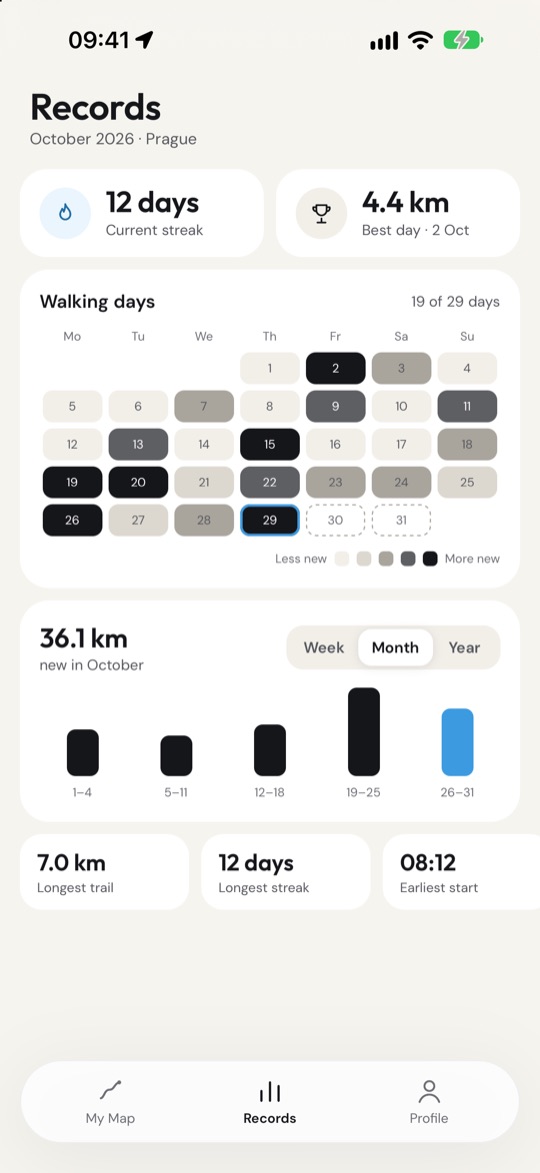 09:41
Records
October 2026 · Prague
12 days
Current streak
4.4 km
Best day · 2 Oct
Walking days
19 of 29 days
Mo Tu We Th Fr Sa Su
1 2 3 4
5 6 7 8 9 10 11
12 13 14 15 16 17 18
19 20 21 22 23 24 25
26 27 28 29 30 31
Less new
More new
36.1 km
new in October
Week Month Year
1–4 5–11 12–18 19–25 26–31
7.0 km
Longest trail
12 days
Longest streak
08:12
Earliest start
My Map Records Profile